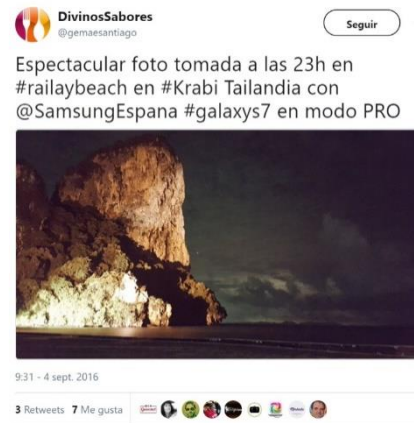 DivinosSabores
@gemaesantiago
Seguir
Espectacular foto tomada a las 23h en
#railaybeach en #Krabi Tailandia con
@SamsungEspana #galaxys7 en modo PRO
9:31 - 4 sept. 2016
3 Retweets 7 Me gusta